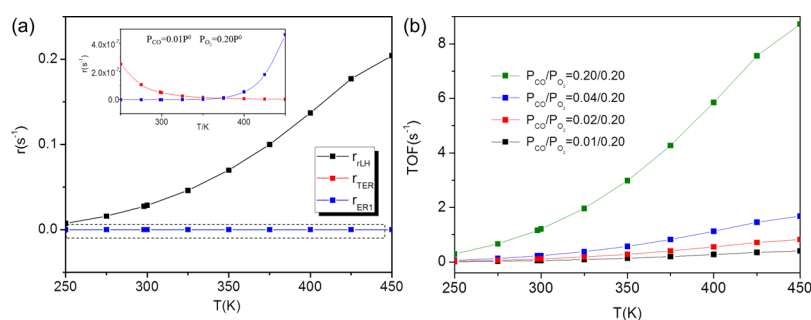 (a)
P_CO=0.01P⁰ P_O₂=0.20P⁰
r(s⁻¹)
4.0x10⁻⁷
2.0x10⁻⁷
0.0
300
400
T/K
r(s⁻¹)
0.2
0.1
0.0
r_rLH
r_TER
r_ER1
250
300
350
400
450
T(K)
(b)
TOF(s⁻¹)
8
6
4
2
0
P_CO/P_O₂=0.20/0.20
P_CO/P_O₂=0.04/0.20
P_CO/P_O₂=0.02/0.20
P_CO/P_O₂=0.01/0.20
250
300
350
400
450
T(K)